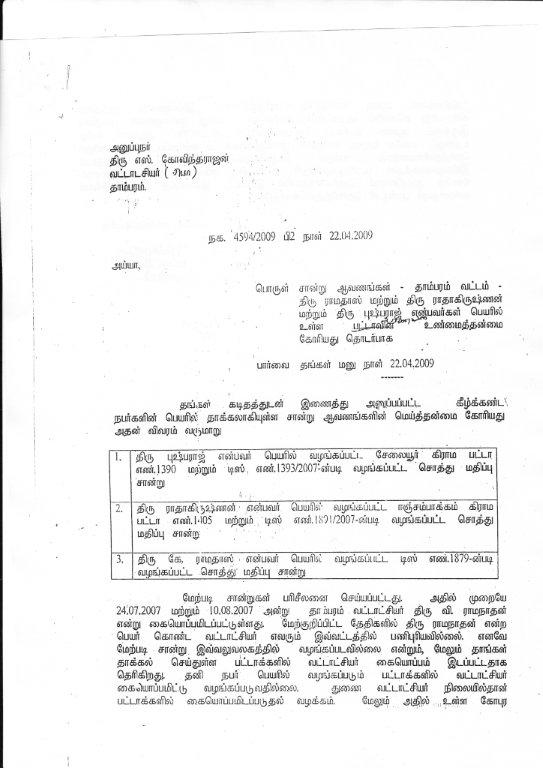 அனுப்புநர்
திரு எஸ். கோவிந்தராஜன்
வட்டாட்சியர் (
தாம்பரம்.
ந.க. 4594/2009 பி2 நாள் 22.04.2009
அய்யா,
பொருள் சான்று ஆவணங்கள் - தாம்பரம் வட்டம் -
திரு ராமதாஸ் மற்றும் திரு ராதாகிருஷ்ணன்
மற்றும் திரு புஷ்பராஜ் என்பவர்கள் பெயரில்
உள்ள பட்டாவின் உண்மைத்தன்மை
கோரியது தொடர்பாக
பார்வை தங்கள் மனு நாள் 22.04.2009
-------
தங்கள் கடிதத்துடன் இணைத்து அனுப்பப்பட்ட கீழ்க்கண்ட
நபர்களின் பெயரில் தாக்கலாகியுள்ள சான்று ஆவணங்களின் மெய்த்தன்மை கோரியது
அதன் விவரம் வருமாறு
1. திரு புஷ்பராஜ் என்பவர் பெயரில் வழங்கப்பட்ட சேலையூர் கிராம பட்டா
எண்.1390 மற்றும் டிஸ் எண்.1393/2007-ன்படி வழங்கப்பட்ட சொத்து மதிப்பு
சான்று
2. திரு ராதாகிருஷ்ணன் என்பவர் பெயரில் வழங்கப்பட்ட ஈஞ்சம்பாக்கம் கிராம
பட்டா மற்றும் டிஸ் வழங்கப்பட்ட சொத்து
மதிப்பு சான்று
3. திரு கே. ராமதாஸ் என்பவர் பெயரில் வழங்கப்பட்ட டிஸ் எண்.1879-ன்படி
வழங்கப்பட்ட சொத்து மதிப்பு சான்று
மேற்படி சான்றுகள் பரிசீலனை செய்யப்பட்டது. அதில் முறையே
24.07.2007 மற்றும் 10.08.2007 அன்று தாம்பரம் வட்டாட்சியர் திரு வி. ராமநாதன்
என்று கையொப்பமிடப்பட்டுள்ளது. மேற்குறிப்பிட்ட தேதிகளில் திரு ராமநாதன் என்ற
பெயர் கொண்ட வட்டாட்சியர் எவரும் இவ்வட்டத்தில் பணிபுரியவில்லை. எனவே
மேற்படி சான்று இவ்வலுவலகத்தில் வழங்கப்படவில்லை என்றும், மேலும் தாங்கள்
தாக்கல் செய்துள்ள பட்டாக்களில் வட்டாட்சியர் கையொப்பம் இடப்பட்டதாக
தெரிகிறது. தனி நபர் பெயரில் வழங்கப்படும் பட்டாக்களில் வட்டாட்சியர்
கையொப்பமிட்டு வழங்கப்படுவதில்லை. துணை வட்டாட்சியர் நிலையில்தான்
பட்டாக்களில் கையொப்பமிடப்படுதல் வழக்கம். மேலும் அதில் உள்ள கோபுர